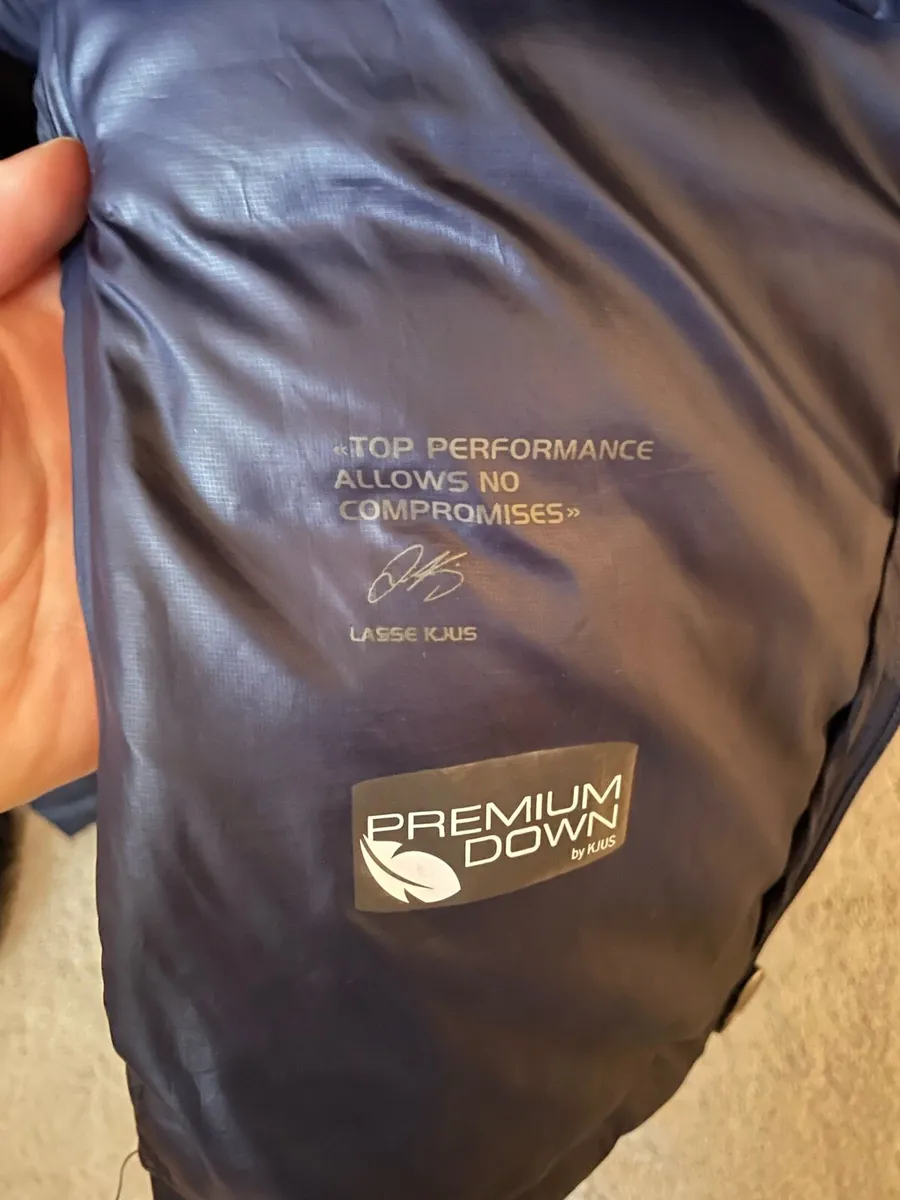 «TOP PERFORMANCE
ALLOWS NO
COMPROMISES»
LASSE KJUS
PREMIUM
DOWN
by KJUS